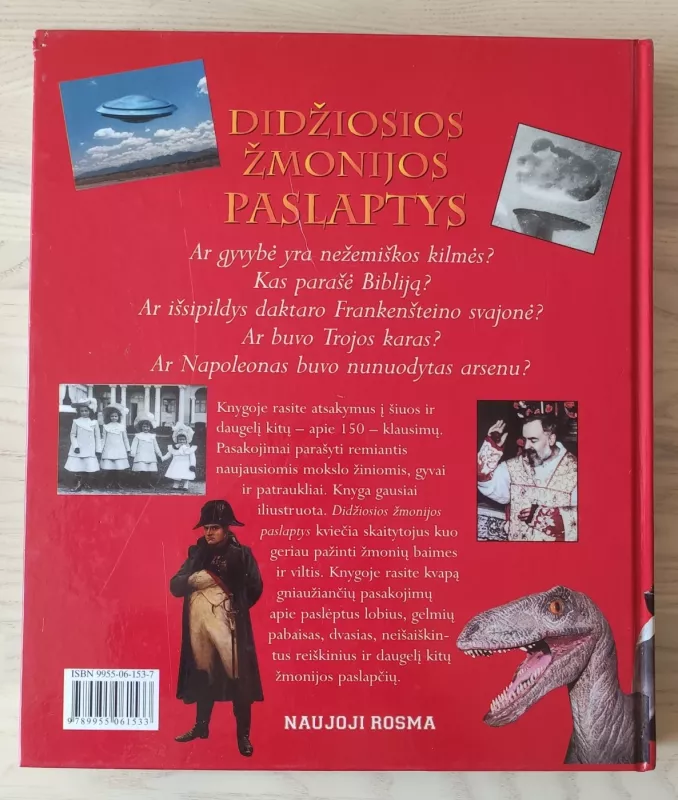 DIDŽIOSIOS
ŽMONIJOS
PASLAPTYS
Ar gyvybė yra nežemiškos kilmės?
Kas parašė Bibliją?
Ar išsipildys daktaro Frankenšteino svajonė?
Ar buvo Trojos karas?
Ar Napoleonas buvo nunuodytas arsenu?
Knygoje rasite atsakymus į šiuos ir
daugelį kitų – apie 150 – klausimų.
Pasakojimai parašyti remiantis
naujausiomis mokslo žiniomis, gyvai
ir patraukliai. Knyga gausiai
iliustruota. Didžiosios žmonijos
paslaptys kviečia skaitytojus kuo
geriau pažinti žmonių baimes
ir viltis. Knygoje rasite kvapą
gniaužiančių pasakojimų
apie paslėptus lobius, gelmių
pabaisas, dvasias, neišaiškin-
tus reiškinius ir daugelį kitų
žmonijos paslapčių.
ISBN 9955-06-153-7
9789955061533
NAUJOJI ROSMA